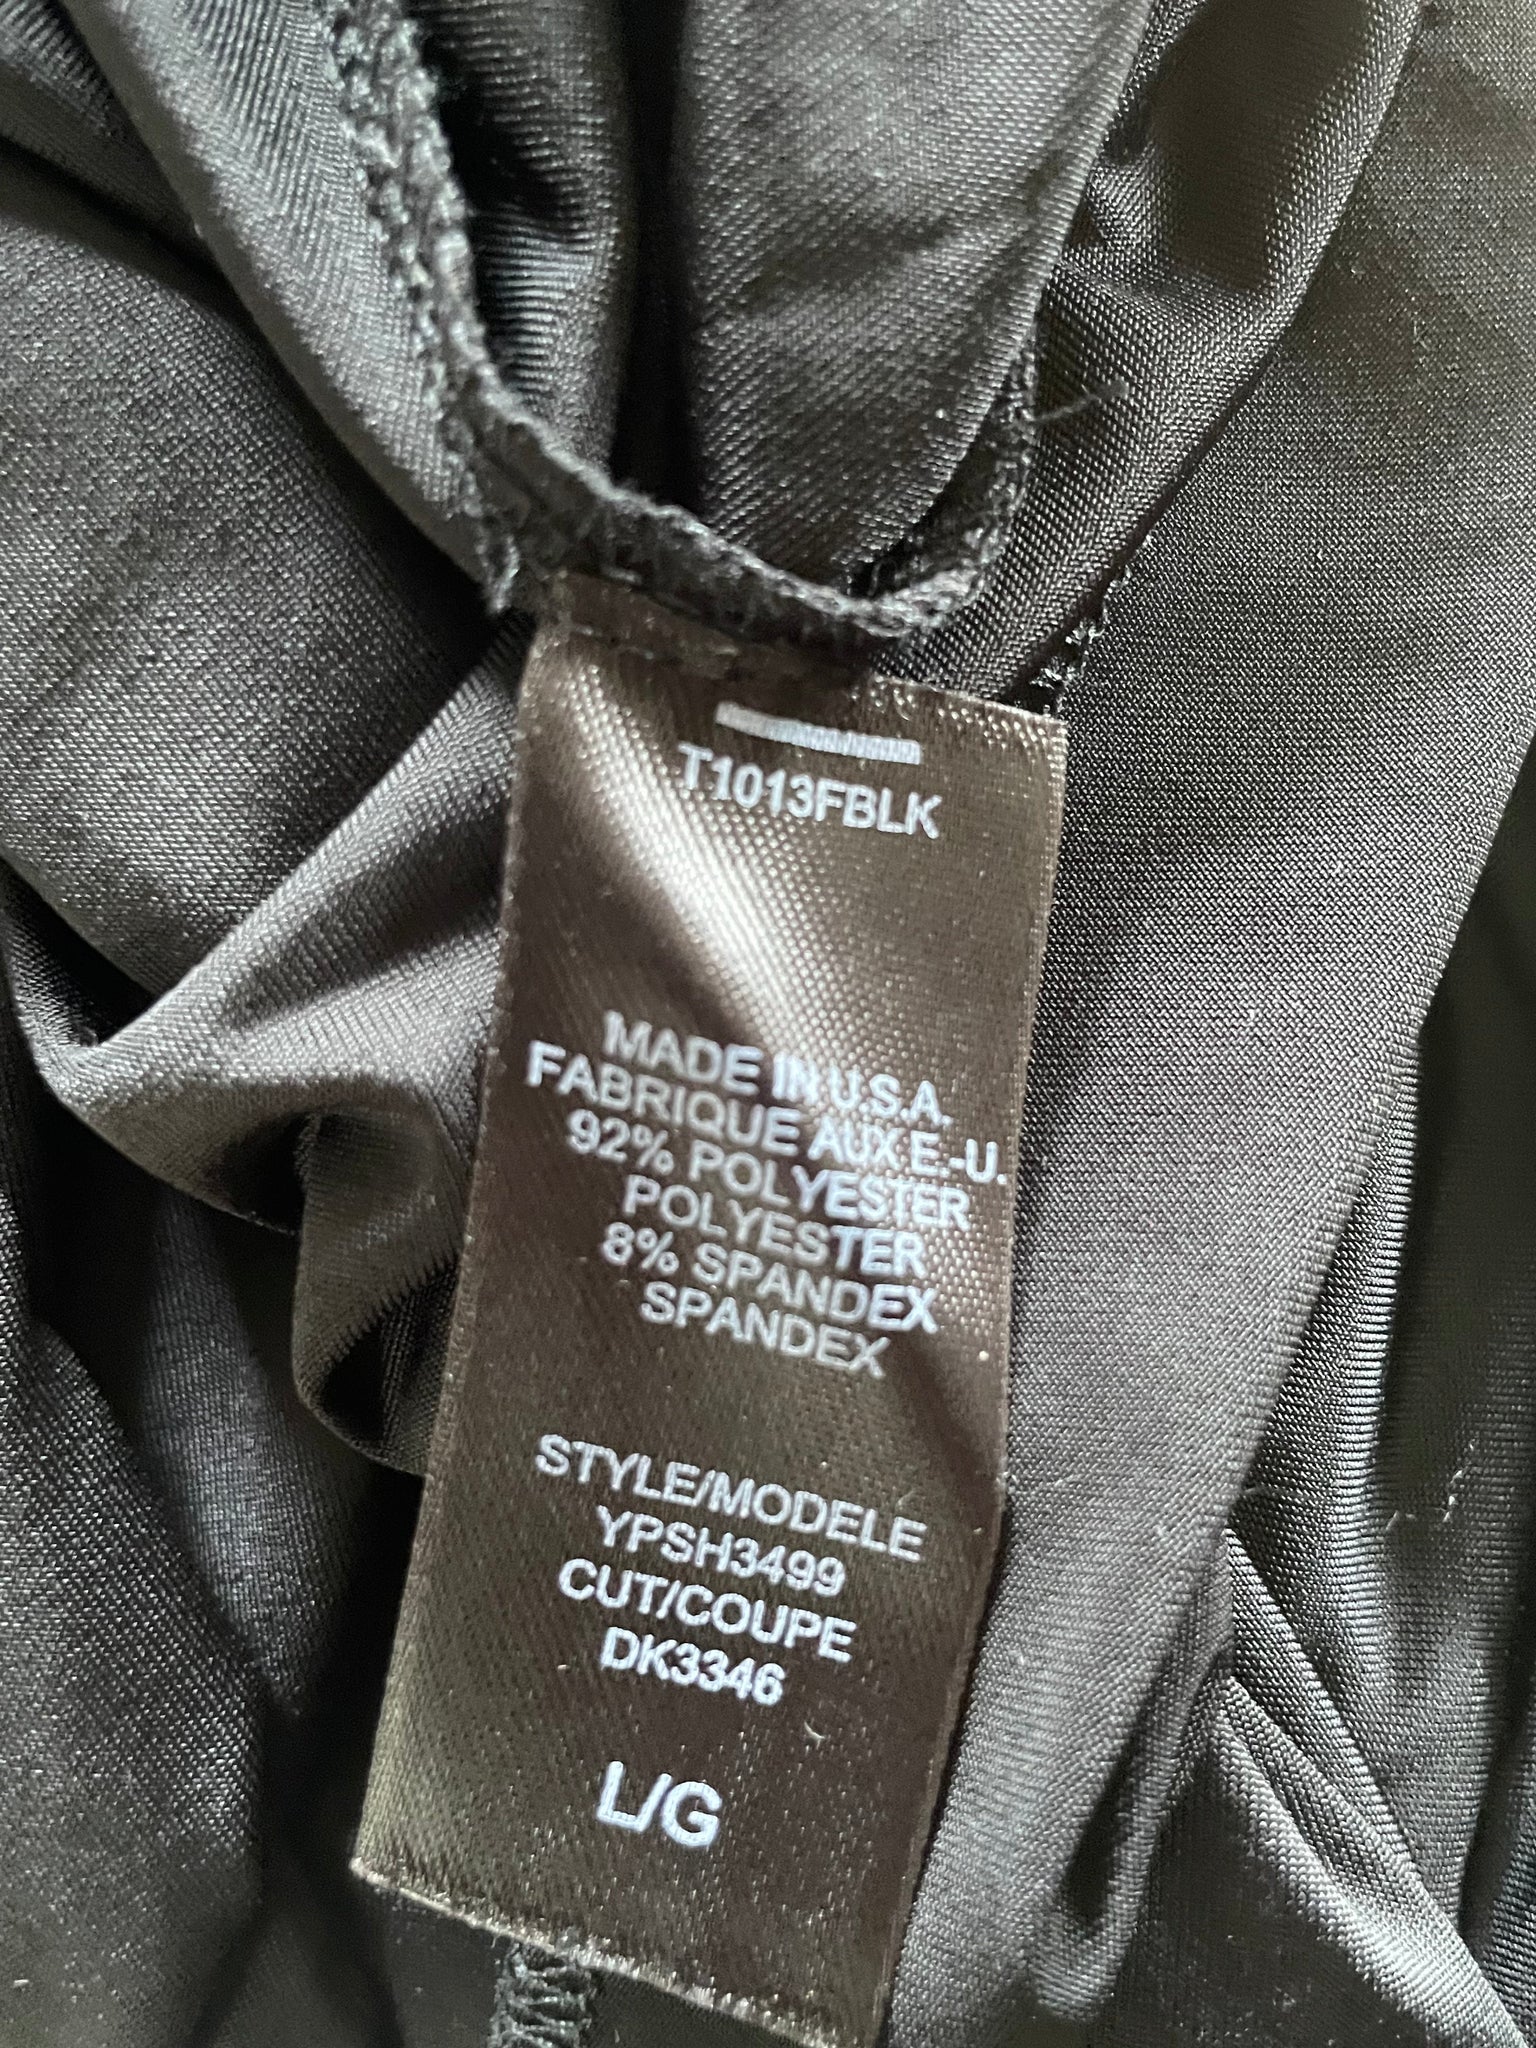 T1013FBLK
MADE IN U.S.A.
FABRIQUE AUX E.-U.
92% POLYESTER
POLYESTER
8% SPANDEX
SPANDEX
STYLE/MODELE
YPSH3499
CUT/COUPE
DK3346
L/G